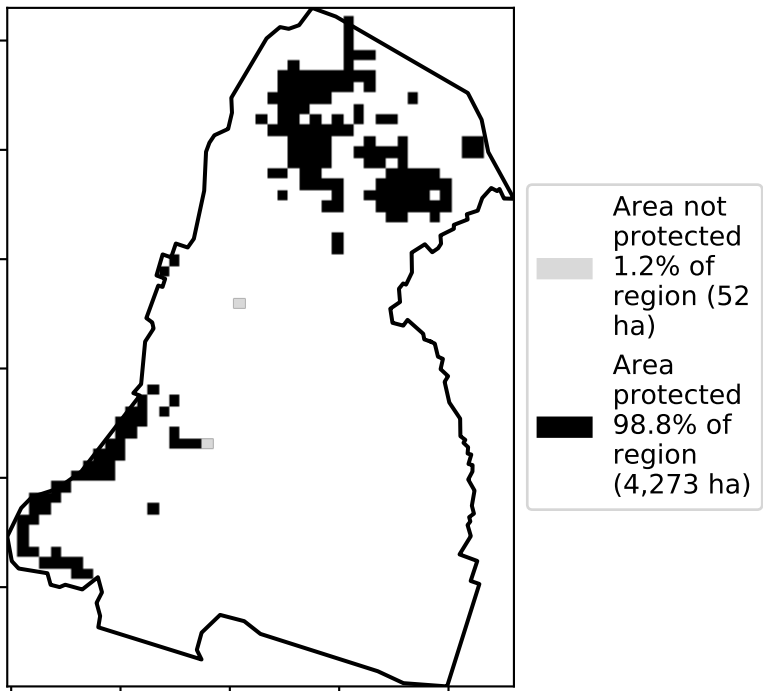 Area not
protected
1.2% of
region (52
ha)
Area
protected
98.8% of
region
(4,273 ha)